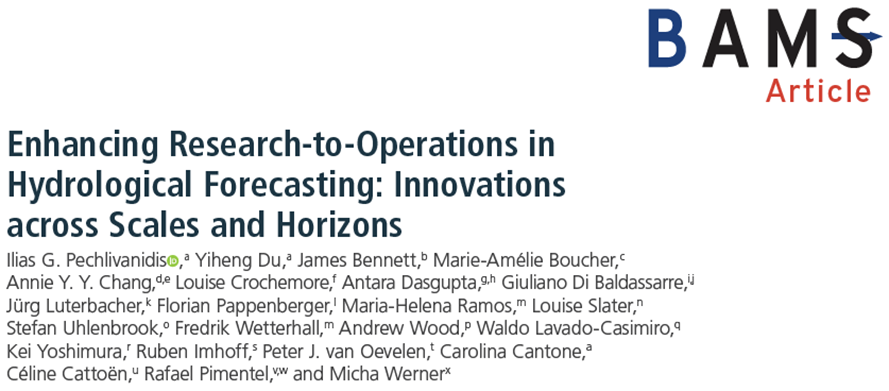 BAMS
Article
Enhancing Research-to-Operations in
Hydrological Forecasting: Innovations
across Scales and Horizons
Ilias G. Pechlivanidis iD,ᵃ Yiheng Du,ᵃ James Bennett,ᵇ Marie-Amélie Boucher,ᶜ
Annie Y. Y. Chang,ᵈ,ᵉ Louise Crochemore,ᶠ Antara Dasgupta,ᵍ,ʰ Giuliano Di Baldassarre,ⁱ,ʲ
Jürg Luterbacher,ᵏ Florian Pappenberger,ˡ Maria-Helena Ramos,ᵐ Louise Slater,ⁿ
Stefan Uhlenbrook,ᵒ Fredrik Wetterhall,ᵐ Andrew Wood,ᵖ Waldo Lavado-Casimiro,q
Kei Yoshimura,ʳ Ruben Imhoff,ˢ Peter J. van Oevelen,ᵗ Carolina Cantone,ᵃ
Céline Cattoën,ᵘ Rafael Pimentel,ᵛ,ʷ and Micha Wernerˣ